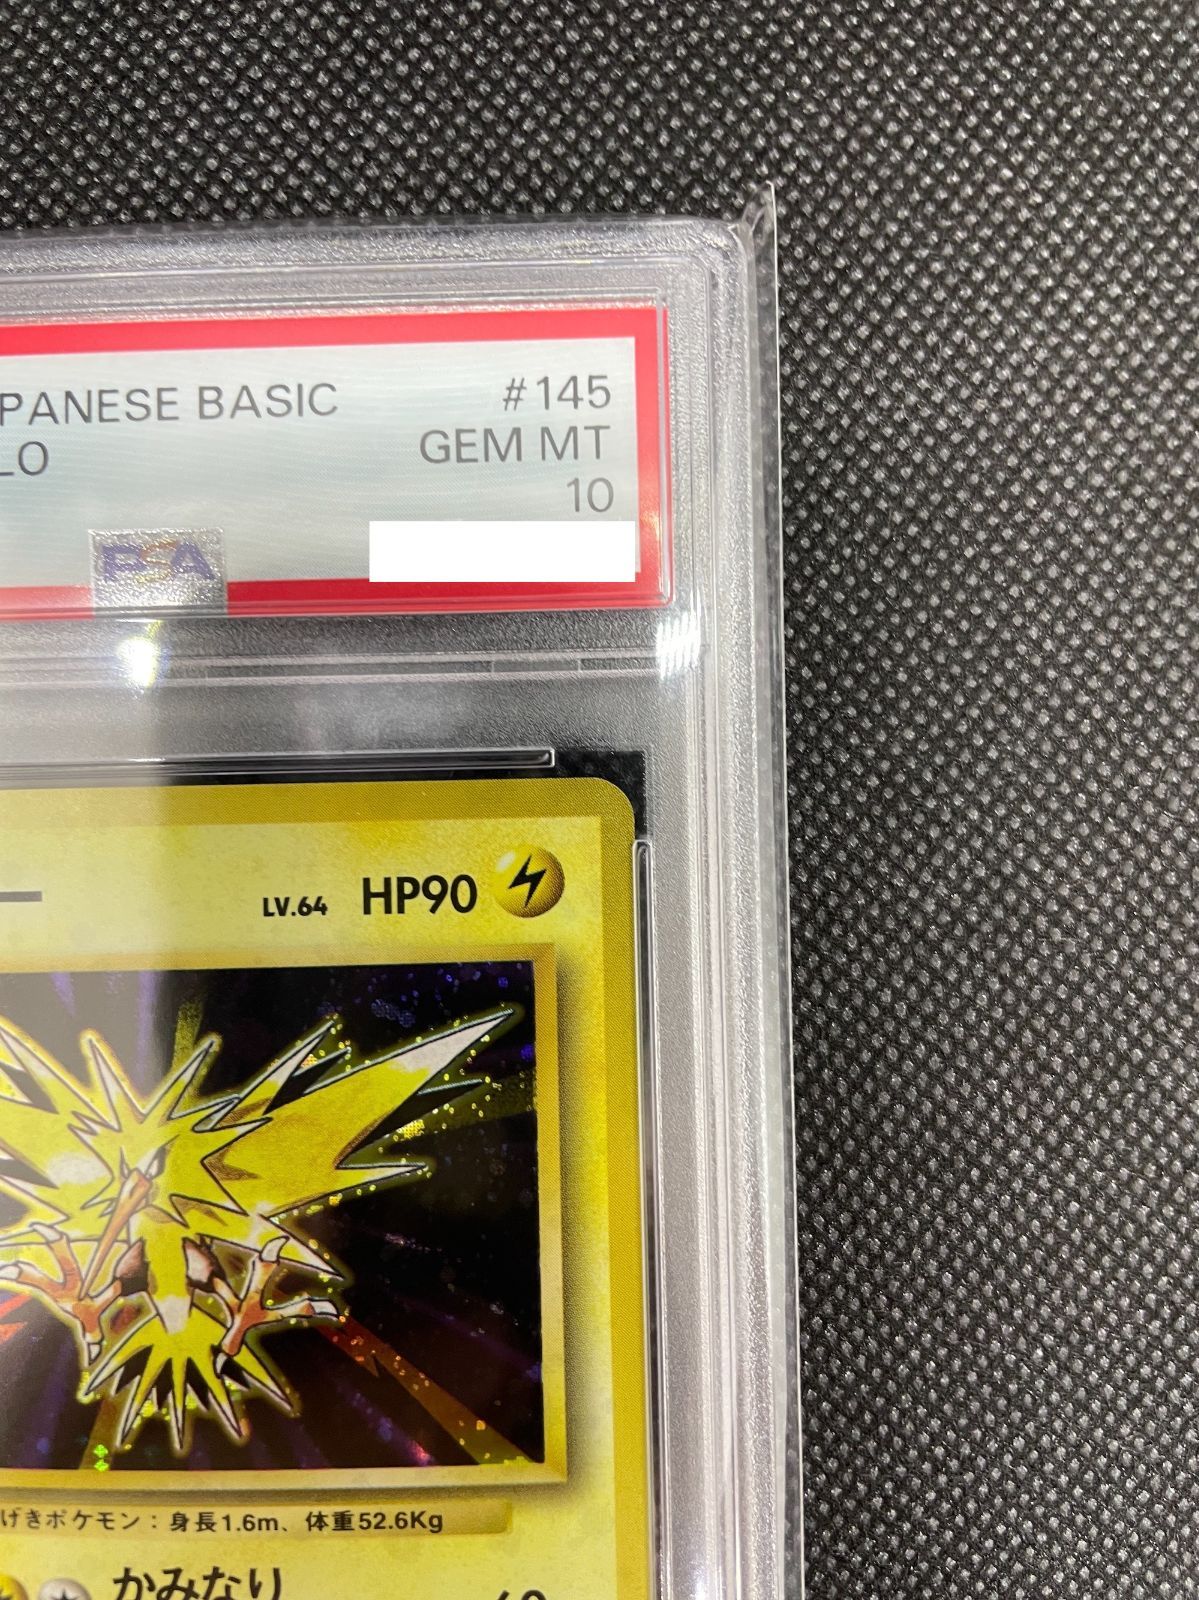 PANESE BASIC #145
LO GEM MT
10
PSA
LV.64 HP90
げきポケモン：身長1.6m、体重52.6Kg
かみなり